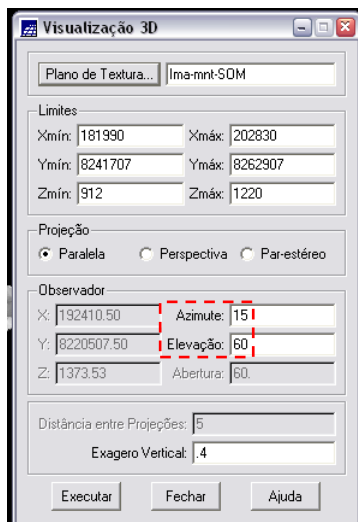 Visualização 3D
Plano de Textura... Ima-mnt-SOM
Limites
Xmín: 181990 Xmáx: 202830
Ymín: 8241707 Ymáx: 8262907
Zmín: 912 Zmáx: 1220
Projeção
Paralela Perspectiva Par-estéreo
Observador
X: 192410.50 Azimute: 15
Y: 8220507.50 Elevação: 60
Z: 1373.53 Abertura: 60.
Distância entre Projeções: 5
Exagero Vertical: .4
Executar Fechar Ajuda